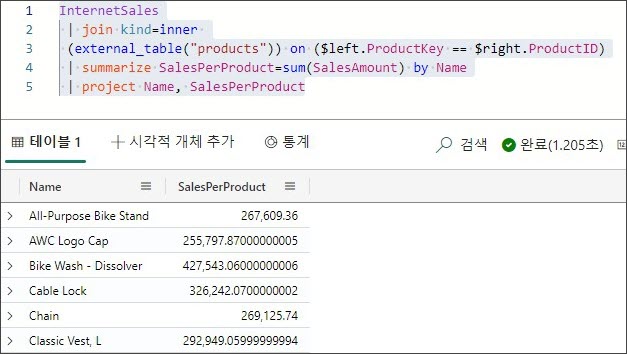 1 InternetSales
2 | join kind=inner
3 (external_table("products")) on ($left.ProductKey == $right.ProductID)
4 | summarize SalesPerProduct=sum(SalesAmount) by Name
5 | project Name, SalesPerProduct
테이블 1 + 시각적 개체 추가 통계 검색 완료(1.205초)
Name SalesPerProduct
> All-Purpose Bike Stand 267,609.36
> AWC Logo Cap 255,797.87000000005
> Bike Wash - Dissolver 427,543.06000000006
> Cable Lock 326,242.0700000002
> Chain 269,125.74
> Classic Vest, L 292,949.05999999994